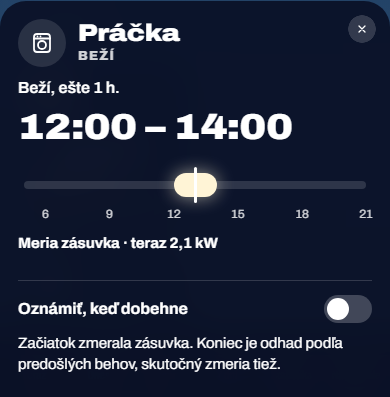 Práčka
BEŽÍ
Beží, ešte 1 h.
12:00 – 14:00
6 9 12 15 18 21
Meria zásuvka · teraz 2,1 kW
Oznámiť, keď dobehne
Začiatok zmerala zásuvka. Koniec je odhad podľa
predošlých behov, skutočný zmeria tiež.